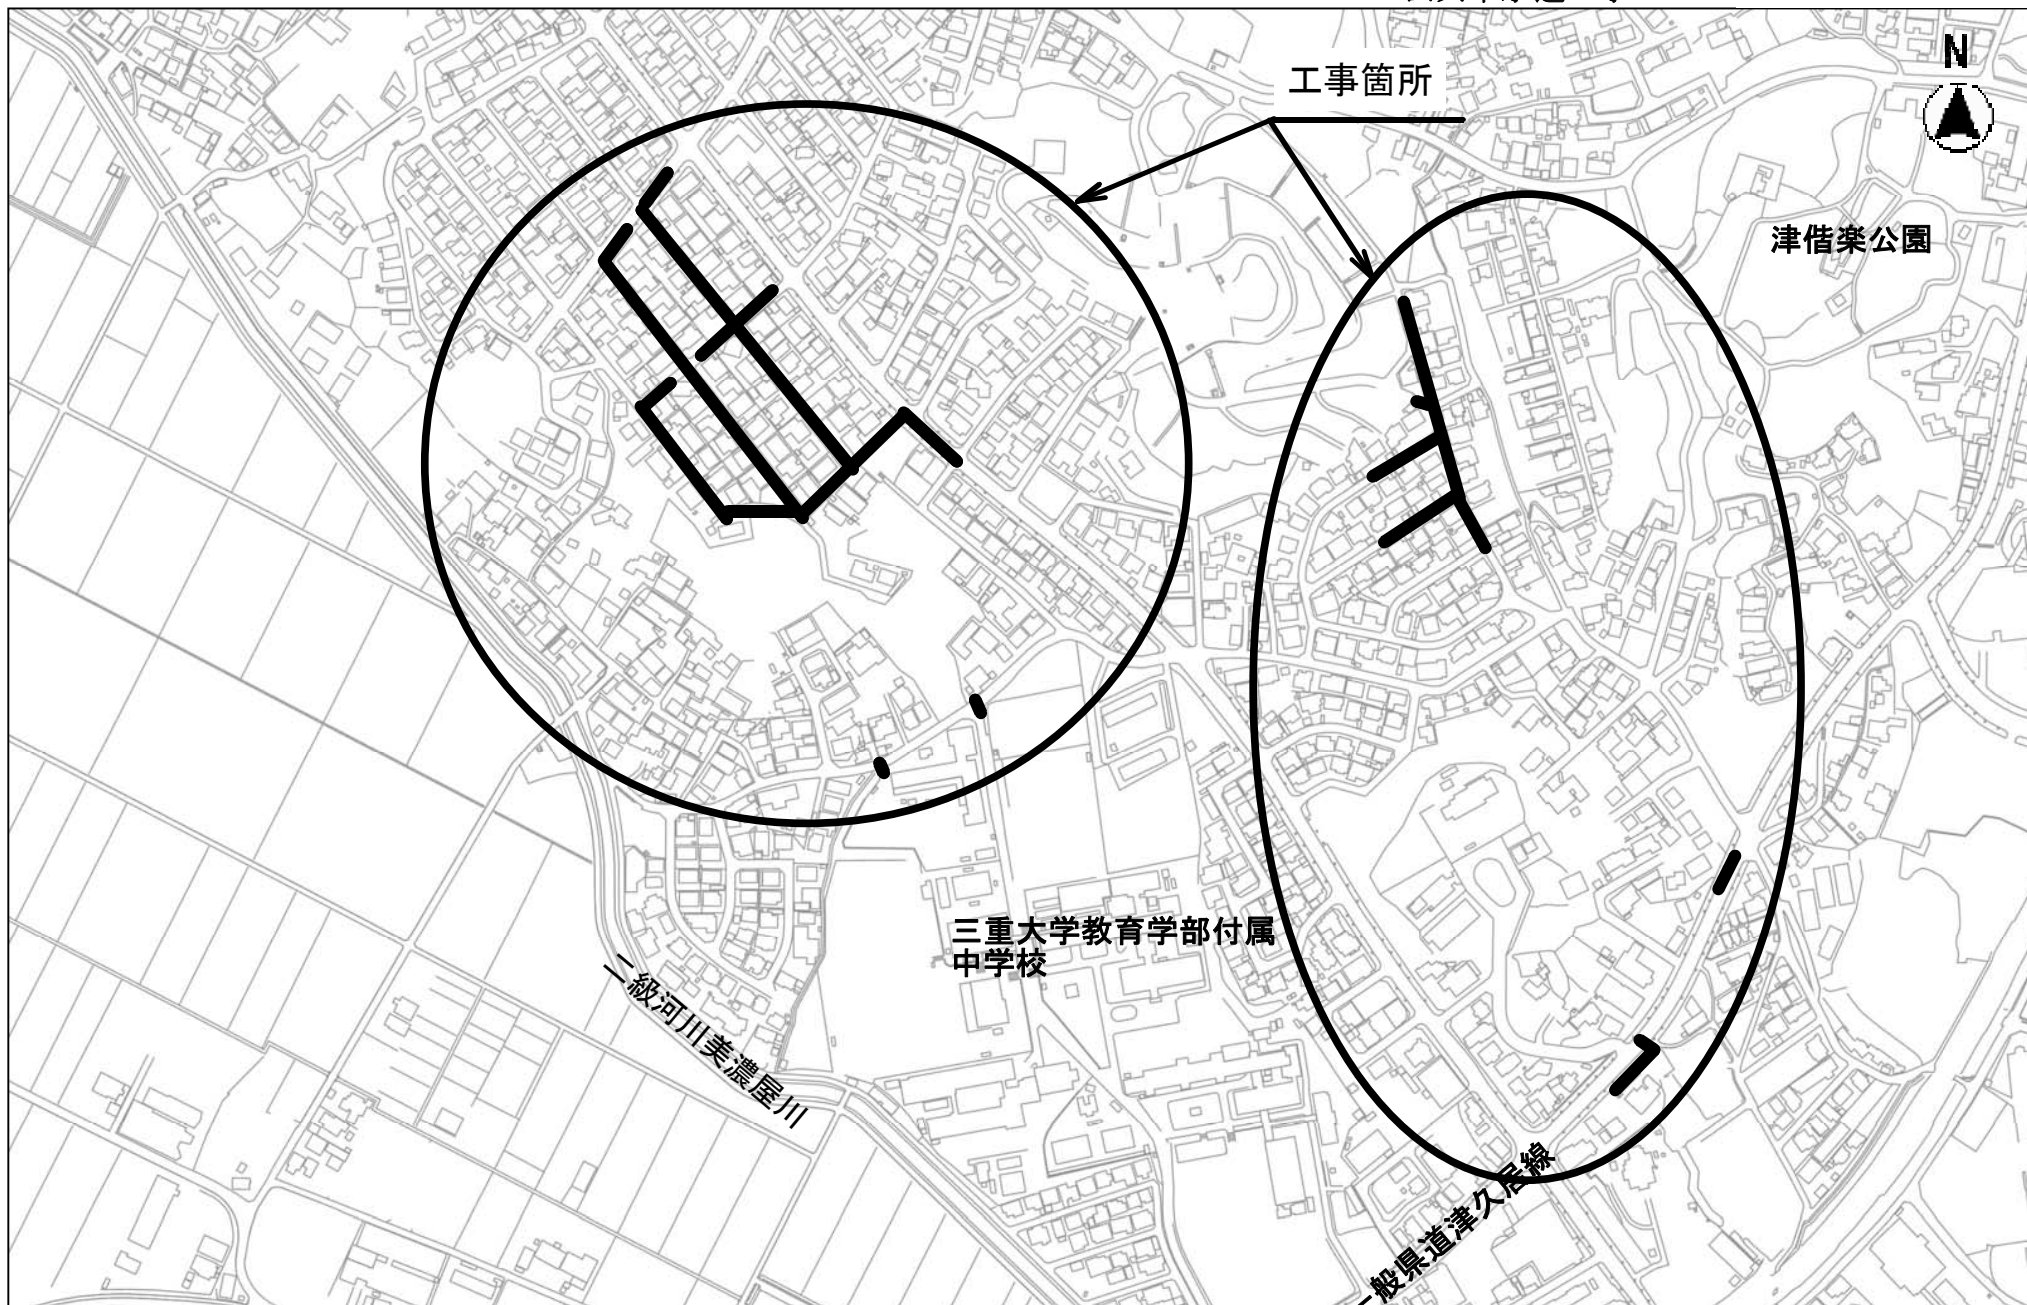 工事箇所
N
津偕楽公園
三重大学教育学部付属
中学校
二級河川美濃屋川
一般県道津久居線